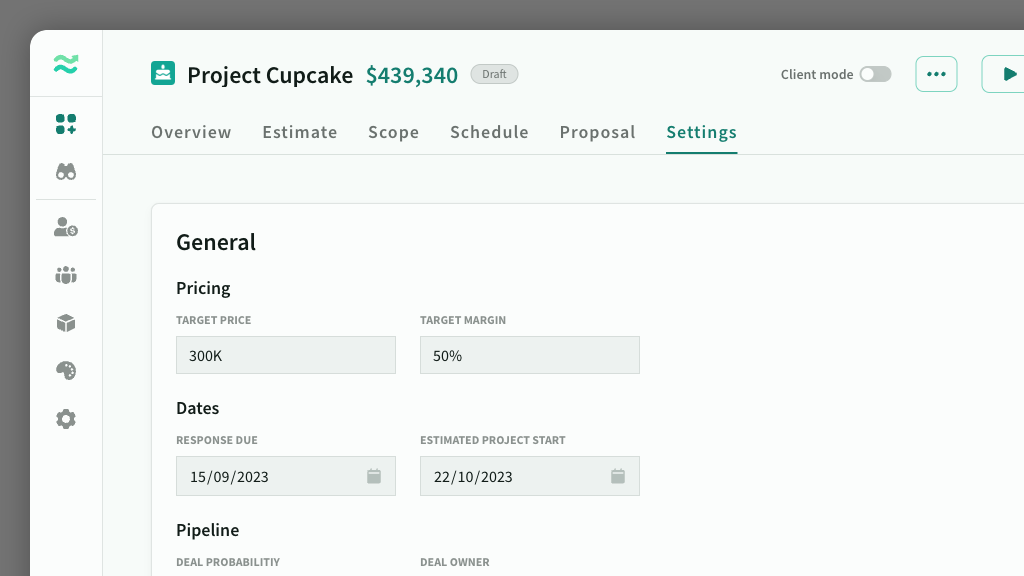 Project Cupcake $439,340 Draft Client mode
Overview Estimate Scope Schedule Proposal Settings
General
Pricing
TARGET PRICE TARGET MARGIN
300K 50%
Dates
RESPONSE DUE ESTIMATED PROJECT START
15/09/2023 22/10/2023
Pipeline
DEAL PROBABILITIY DEAL OWNER